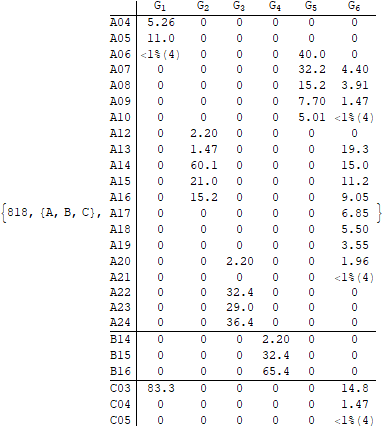 G1 G2 G3 G4 G5 G6
A04 5.26 0 0 0 0 0
A05 11.0 0 0 0 0 0
A06 <1%(4) 0 0 0 40.0 0
A07 0 0 0 0 32.2 4.40
A08 0 0 0 0 15.2 3.91
A09 0 0 0 0 7.70 1.47
A10 0 0 0 0 5.01 <1%(4)
A12 0 2.20 0 0 0 0
A13 0 1.47 0 0 0 19.3
A14 0 60.1 0 0 0 15.0
A15 0 21.0 0 0 0 11.2
A16 0 15.2 0 0 0 9.05
{818, {A, B, C}, A17 0 0 0 0 0 6.85 }
A18 0 0 0 0 0 5.50
A19 0 0 0 0 0 3.55
A20 0 0 2.20 0 0 1.96
A21 0 0 0 0 0 <1%(4)
A22 0 0 32.4 0 0 0
A23 0 0 29.0 0 0 0
A24 0 0 36.4 0 0 0
B14 0 0 0 2.20 0 0
B15 0 0 0 32.4 0 0
B16 0 0 0 65.4 0 0
C03 83.3 0 0 0 0 14.8
C04 0 0 0 0 0 1.47
C05 0 0 0 0 0 <1%(4)